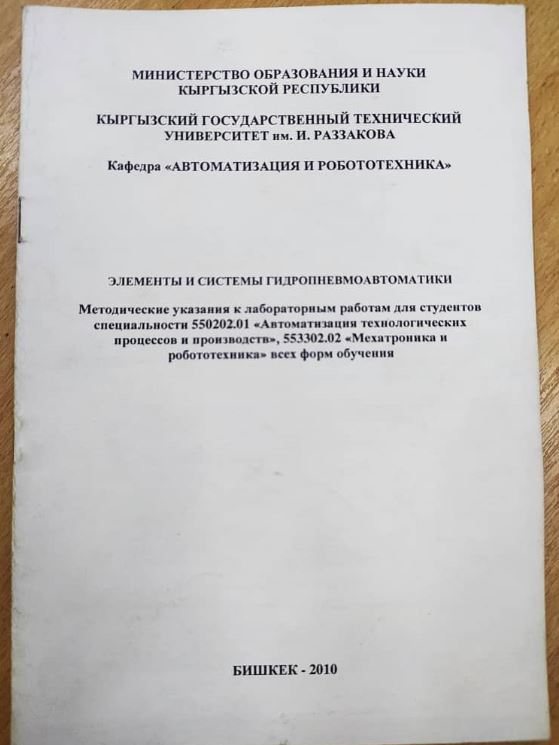 МИНИСТЕРСТВО ОБРАЗОВАНИЯ И НАУКИ
КЫРГЫЗСКОЙ РЕСПУБЛИКИ
КЫРГЫЗСКИЙ ГОСУДАРСТВЕННЫЙ ТЕХНИЧЕСКИЙ
УНИВЕРСИТЕТ им. И. РАЗЗАКОВА
Кафедра «АВТОМАТИЗАЦИЯ И РОБОТОТЕХНИКА»
ЭЛЕМЕНТЫ И СИСТЕМЫ ГИДРОПНЕВМОАВТОМАТИКИ
Методические указания к лабораторным работам для студентов
специальности 550202.01 «Автоматизация технологических
процессов и производств», 553302.02 «Мехатроника и
робототехника» всех форм обучения
БИШКЕК - 2010